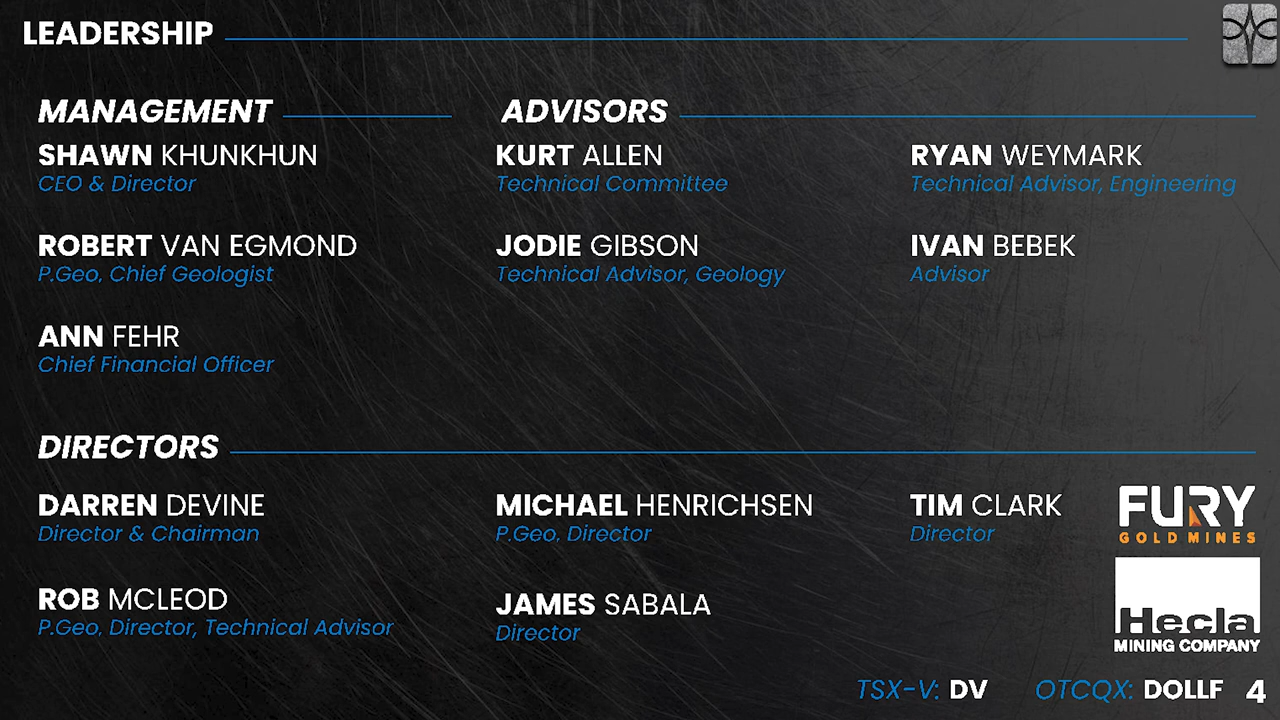 LEADERSHIP
MANAGEMENT
SHAWN KHUNKHUN
CEO & Director
ROBERT VAN EGMOND
P.Geo, Chief Geologist
ANN FEHR
Chief Financial Officer
ADVISORS
KURT ALLEN
Technical Committee
RYAN WEYMARK
Technical Advisor, Engineering
JODIE GIBSON
Technical Advisor, Geology
IVAN BEBEK
Advisor
DIRECTORS
DARREN DEVINE
Director & Chairman
MICHAEL HENRICHSEN
P.Geo, Director
TIM CLARK
Director
ROB MCLEOD
P.Geo, Director, Technical Advisor
JAMES SABALA
Director
FURY
GOLD MINES
Hecla
MINING COMPANY
TSX-V: DV OTCQX: DOLLF 4